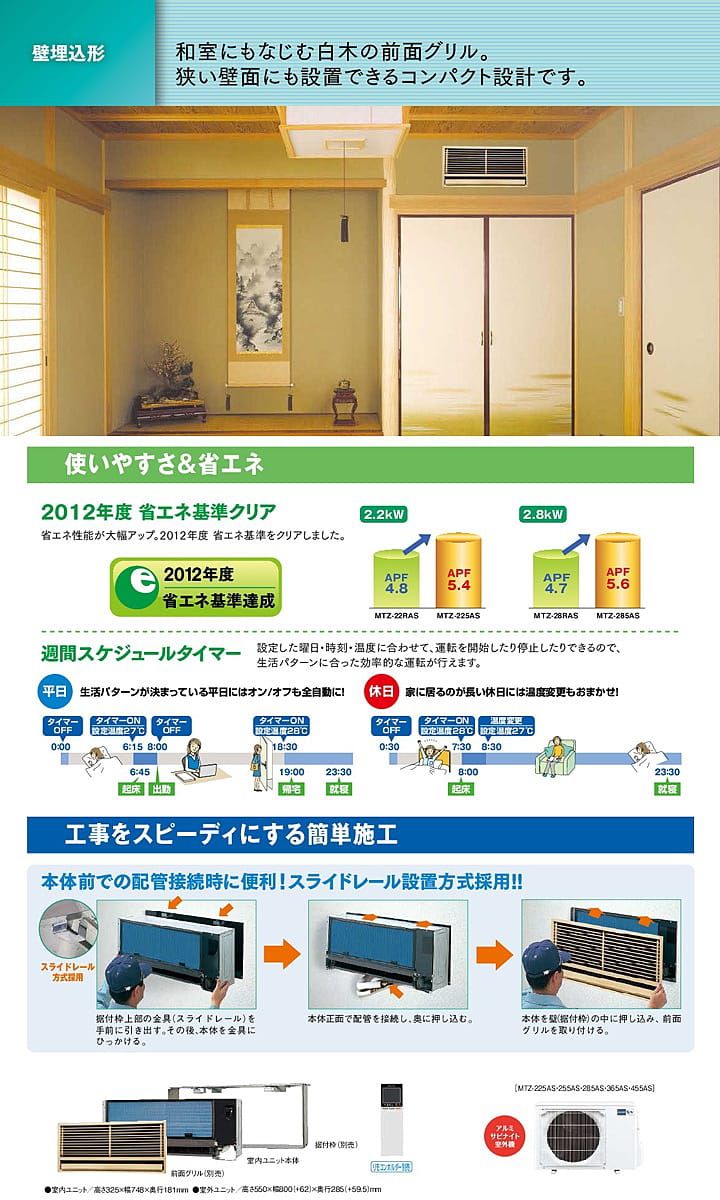 壁埋込形
和室にもなじむ白木の前面グリル。
狭い壁面にも設置できるコンパクト設計です。
使いやすさ&省エネ
2012年度 省エネ基準クリア
省エネ性能が大幅アップ。2012年度 省エネ基準をクリアしました。
e 2012年度
省エネ基準達成
2.2kW
APF
4.8
APF
5.4
MTZ-22RAS
MTZ-225AS
2.8kW
APF
4.7
APF
5.6
MTZ-28RAS
MTZ-285AS
週間スケジュールタイマー
設定した曜日・時刻・温度に合わせて、運転を開始したり停止したりできるので、
生活パターンに合った効率的な運転が行えます。
平日 生活パターンが決まっている平日にはオン/オフも全自動に!
タイマー
OFF
タイマーON
設定温度27℃
タイマー
OFF
タイマーON
設定温度28℃
0:00 6:15 8:00 18:30
6:45 19:00 23:30
起床 出勤 帰宅 就寝
休日 家に居るのが長い休日には温度変更もおまかせ!
タイマー
OFF
タイマーON
設定温度28℃
温度変更
設定温度27℃
0:30 7:30 8:30
8:00 23:30
起床 就寝
工事をスピーディにする簡単施工
本体前での配管接続時に便利!スライドレール設置方式採用!!
スライドレール
方式採用
据付枠上部の金具(スライドレール)を
手前に引き出す。その後、本体を金具に
ひっかける。
本体正面で配管を接続し、奥に押し込む。
本体を壁(据付枠)の中に押し込み、前面
グリルを取り付ける。
[MTZ-225AS・255AS・285AS・365AS・455AS]
アルミ
サビナイト
室外機
据付枠(別売)
室内ユニット本体
前面グリル(別売)
リモコンホルダー別売
●室内ユニット/高さ325×幅748×奥行181mm ●室外ユニット/高さ550×幅800(+62)×奥行285(+59.5)mm